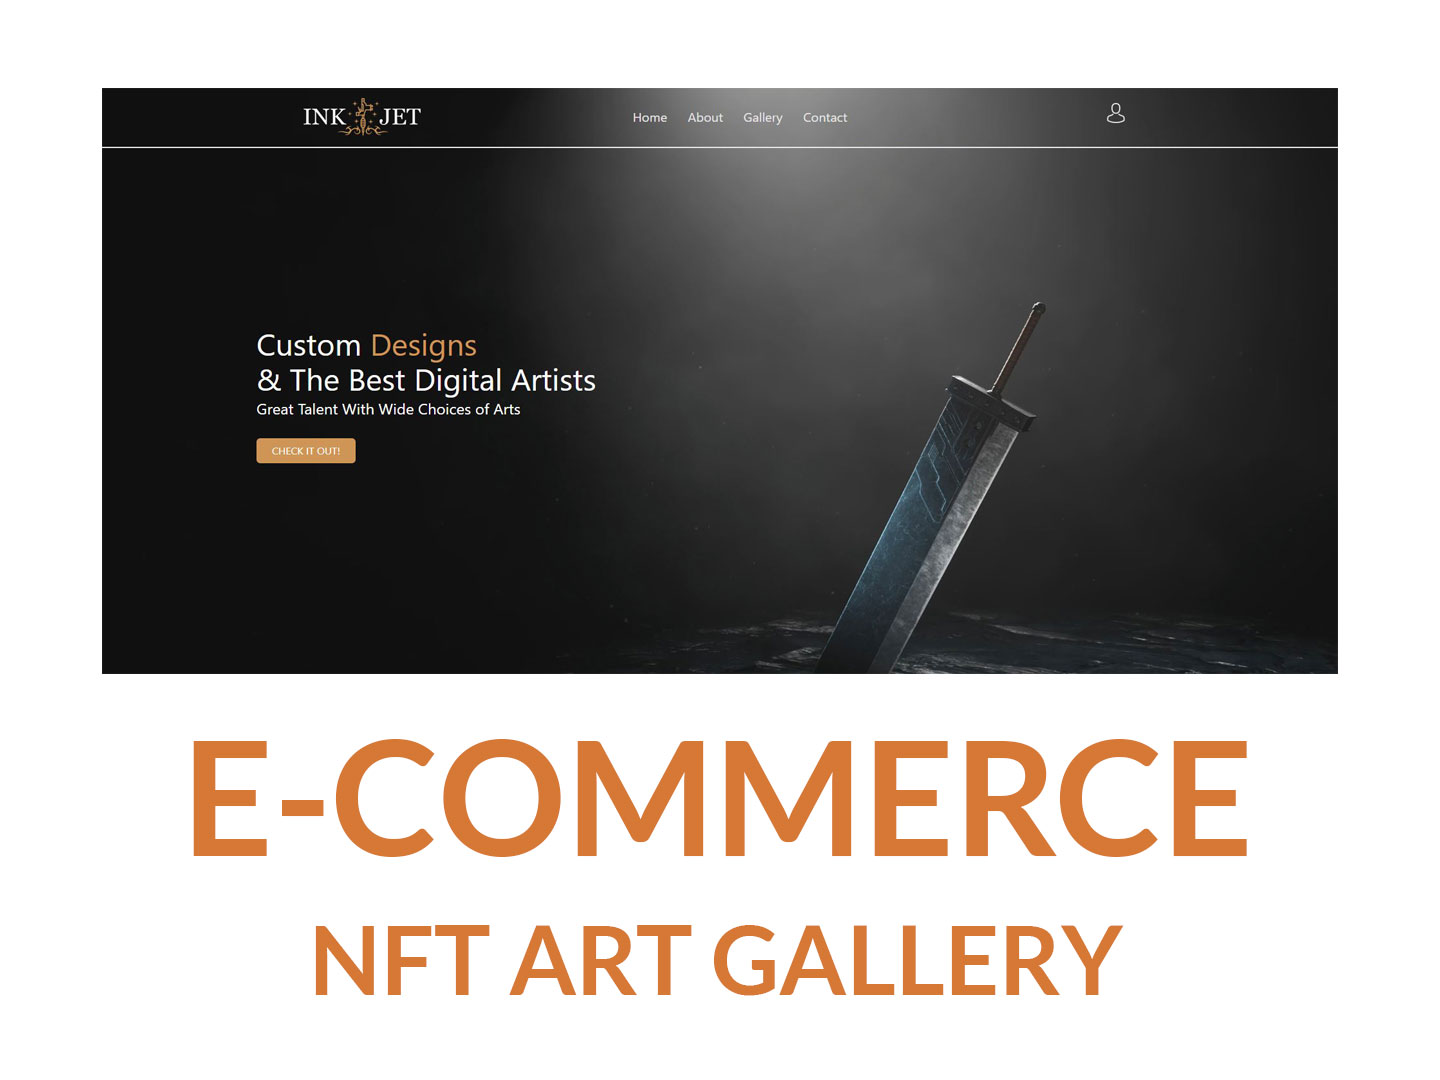 INK JET
Home About Gallery Contact
Custom Designs
& The Best Digital Artists
Great Talent With Wide Choices of Arts
CHECK IT OUT!
E-COMMERCE
NFT ART GALLERY